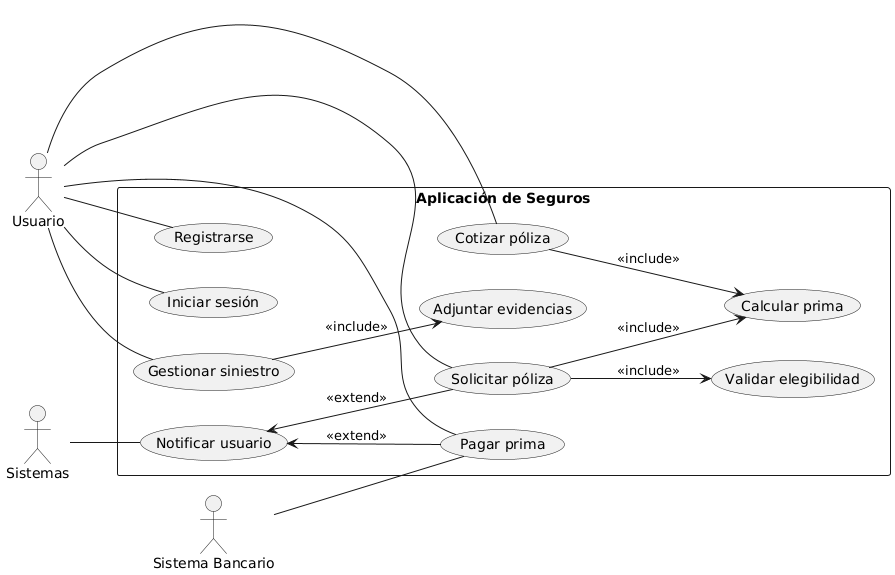 Aplicación de Seguros
Usuario
Registrarse
Cotizar póliza
«include»
Iniciar sesión
Adjuntar evidencias
Calcular prima
«include»
«include»
Gestionar siniestro
Solicitar póliza
«include»
Validar elegibilidad
«extend»
Notificar usuario
«extend»
Pagar prima
Sistemas
Sistema Bancario